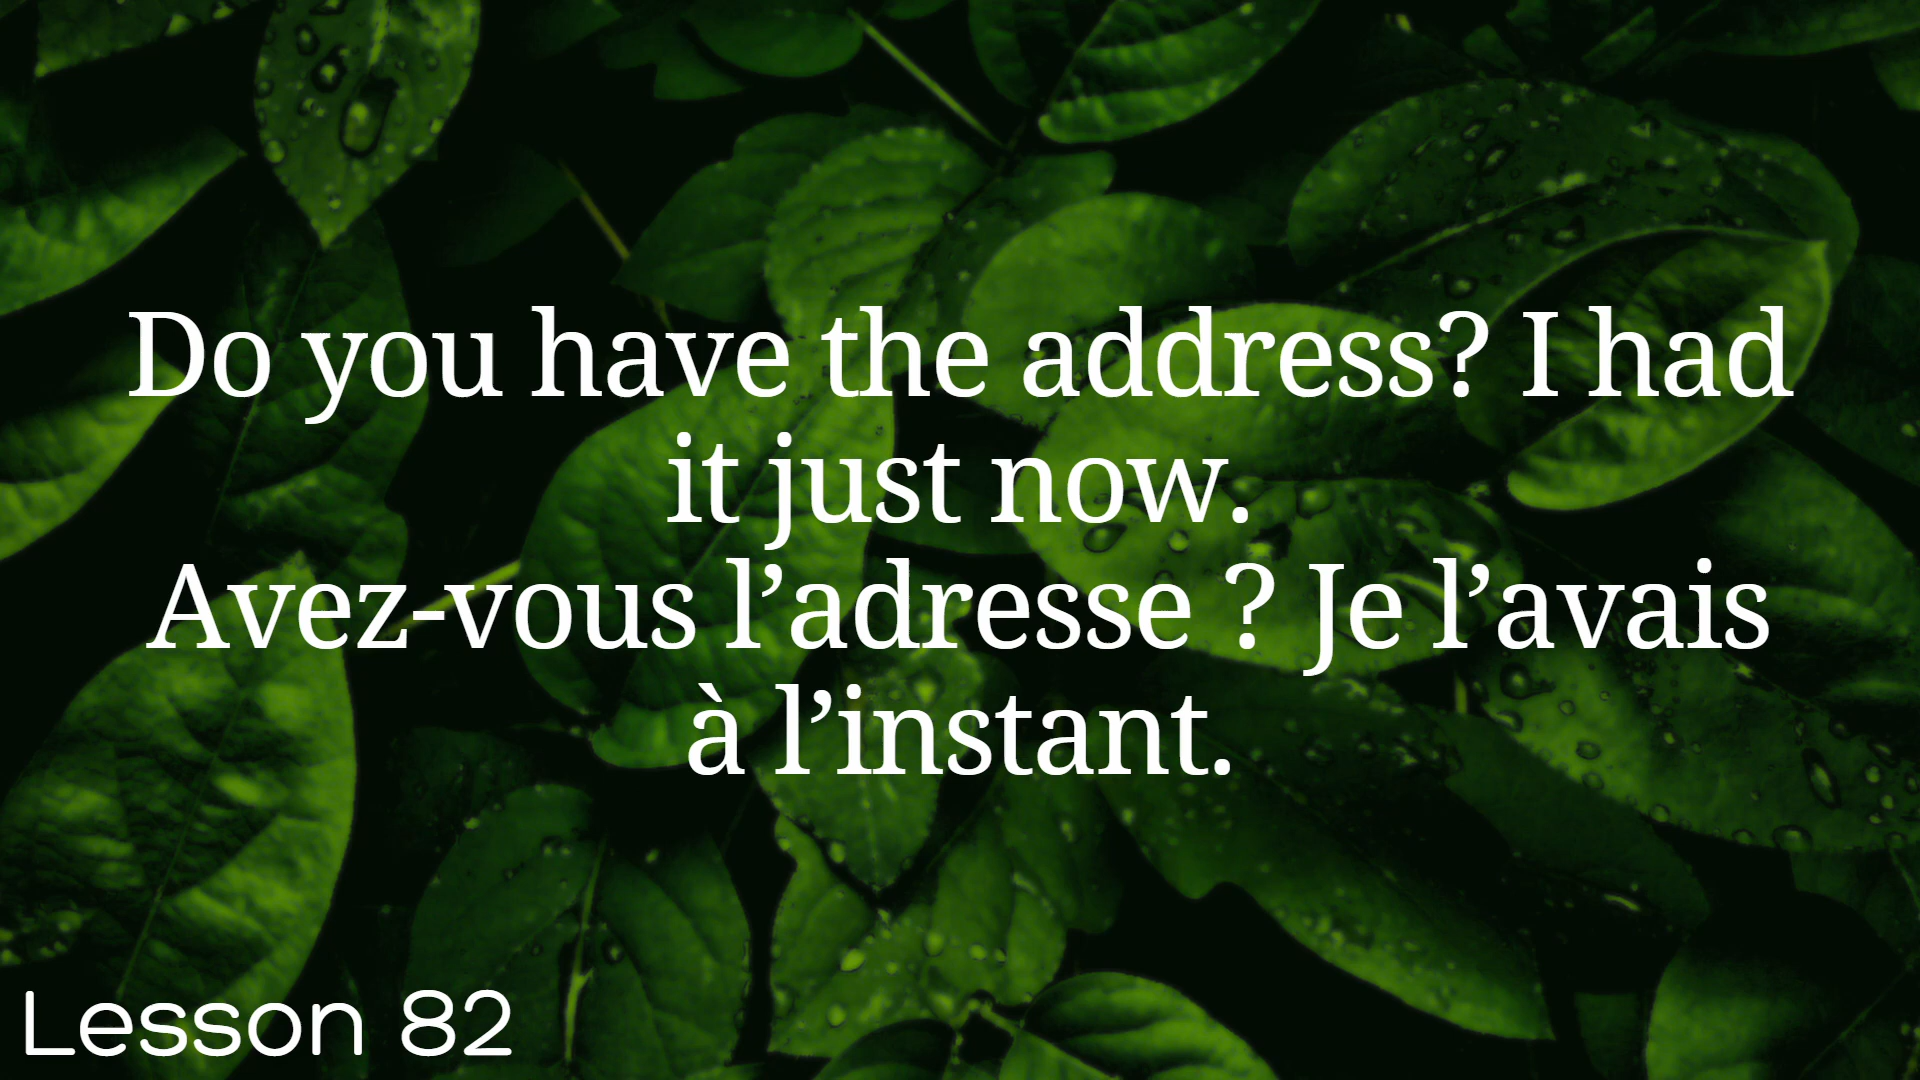 Do you have the address? I had
it just now.
Avez-vous l’adresse ? Je l’avais
à l’instant.
Lesson 82